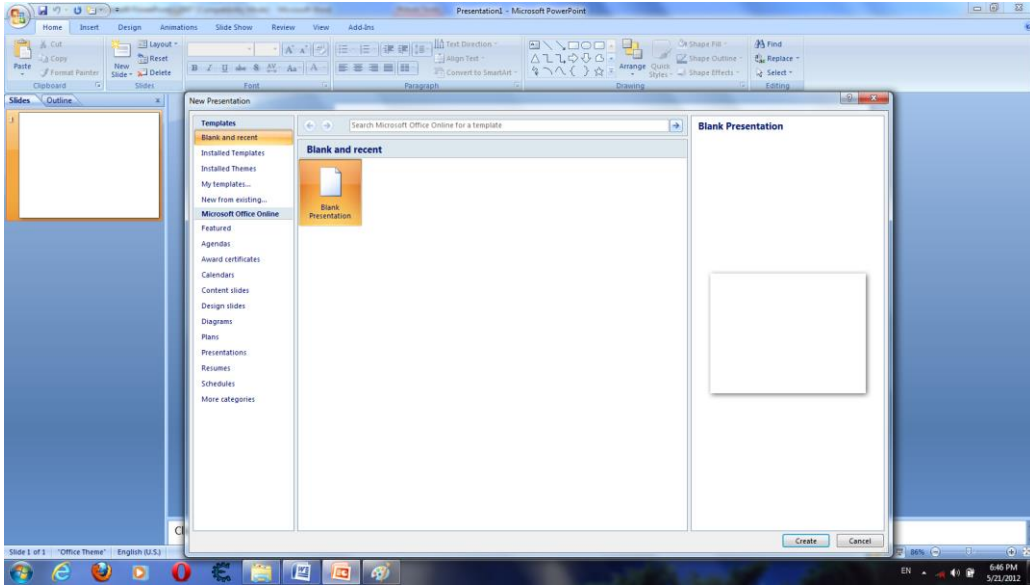 Presentation1 - Microsoft PowerPoint
Home Insert Design Animations Slide Show Review View Add-Ins
Paste
Cut
Copy
Format Painter
Clipboard
New Slide
Layout
Reset
Delete
Slides
Font
Text Direction
Align Text
Convert to SmartArt
Paragraph
Arrange
Quick Styles
Shape Fill
Shape Outline
Shape Effects
Drawing
Find
Replace
Select
Editing
Slides Outline
1
New Presentation
Templates
Blank and recent
Installed Templates
Installed Themes
My templates...
New from existing...
Microsoft Office Online
Featured
Agendas
Award certificates
Calendars
Content slides
Design slides
Diagrams
Plans
Presentations
Resumes
Schedules
More categories
Search Microsoft Office Online for a template
Blank and recent
Blank
Presentation
Blank Presentation
Create Cancel
Slide 1 of 1 "Office Theme" English (U.S.) 86%
EN
6:46 PM